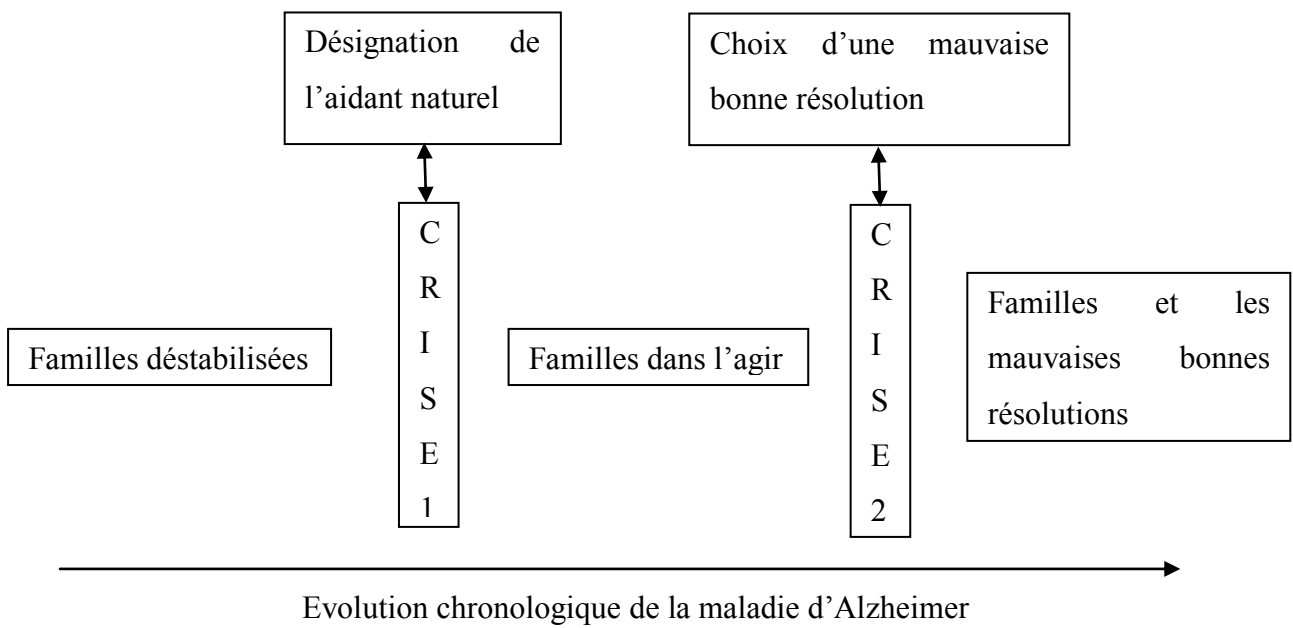 Désignation de
l’aidant naturel
Choix d’une mauvaise
bonne résolution
Familles déstabilisées
C
R
I
S
E
1
Familles dans l’agir
C
R
I
S
E
2
Familles et les
mauvaises bonnes
résolutions
Evolution chronologique de la maladie d’Alzheimer